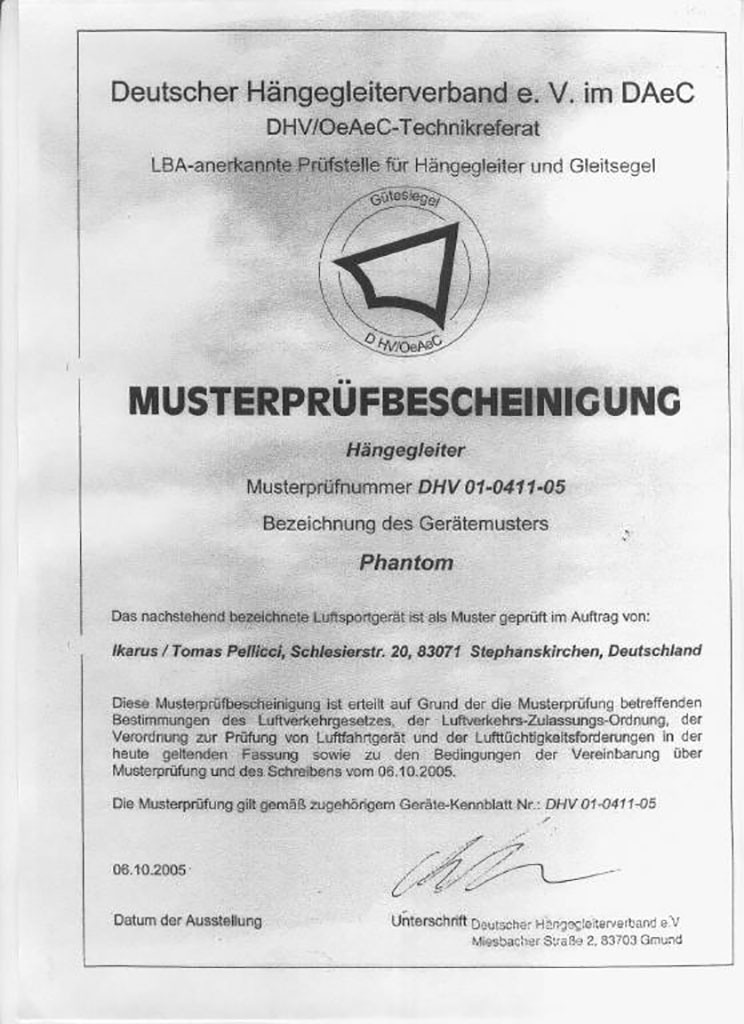 Deutscher Hängegleiterverband e. V. im DAeC
DHV/OeAeC-Technikreferat
LBA-anerkannte Prüfstelle für Hängegleiter und Gleitsegel
Gütesiegel
DHV/OeAeC
MUSTERPRÜFBESCHEINIGUNG
Hängegleiter
Musterprüfnummer DHV 01-0411-05
Bezeichnung des Gerätemusters
Phantom
Das nachstehend bezeichnete Luftsportgerät ist als Muster geprüft im Auftrag von:
Ikarus / Tomas Pellicci, Schlesierstr. 20, 83071 Stephanskirchen, Deutschland
Diese Musterprüfbescheinigung ist erteilt auf Grund der die Musterprüfung betreffenden
Bestimmungen des Luftverkehrgesetzes, der Luftverkehrs-Zulassungs-Ordnung, der
Verordnung zur Prüfung von Luftfahrtgerät und der Lufttüchtigkeitsforderungen in der
heute geltenden Fassung sowie zu den Bedingungen der Vereinbarung über
Musterprüfung und des Schreibens vom 06.10.2005.
Die Musterprüfung gilt gemäß zugehörigem Geräte-Kennblatt Nr.: DHV 01-0411-05
06.10.2005
Datum der Ausstellung
Unterschrift Deutscher Hängegleiterverband e.V
Miesbacher Straße 2, 83703 Gmund